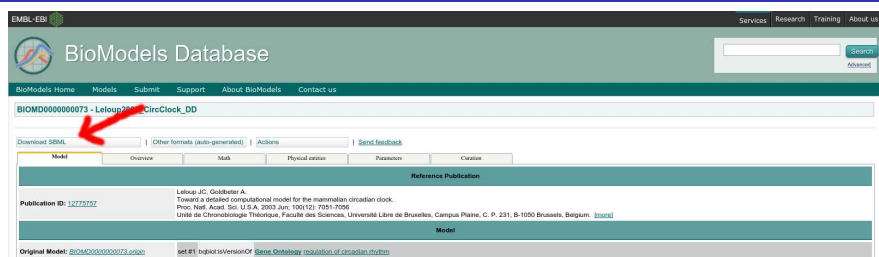 EMBL-EBI
Services Research Training About us
BioModels Database
Search
Advanced
BioModels Home Models Submit Support About BioModels Contact us
BIOMD0000000073 - Leloup2003_CircClock_DD
Download SBML | Other formats (auto-generated) | Actions | Send feedback
Model Overview Math Physical entities Parameters Curation
Reference Publication
Leloup JC, Goldbeter A.
Toward a detailed computational model for the mammalian circadian clock.
Publication ID: 12775757
Proc. Natl. Acad. Sci. U.S.A. 2003 Jun; 100(12): 7051-7056
Unité de Chronobiologie Théorique, Faculté des Sciences, Université Libre de Bruxelles, Campus Plaine, C. P. 231, B-1050 Brussels, Belgium. [more]
Model
Original Model: BIOMD0000000073.origin set #1 bqbiol:isVersionOf Gene Ontology regulation of circadian rhythm